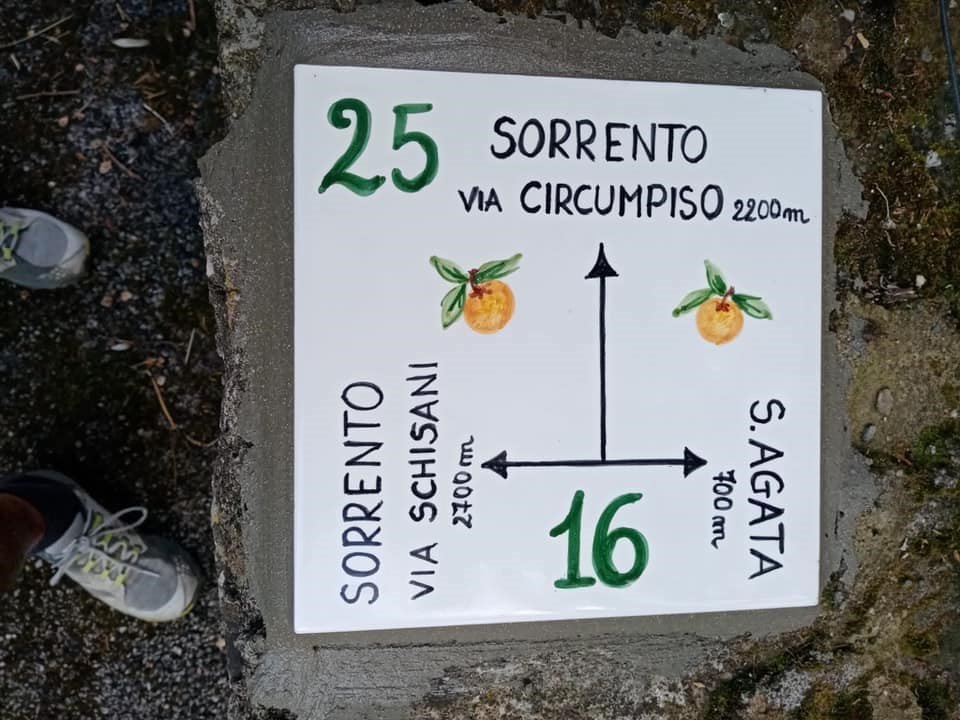 25
SORRENTO
VIA CIRCUMPISO 2200m
SORRENTO
VIA SCHISANI
2700m
S. AGATA
700m
16